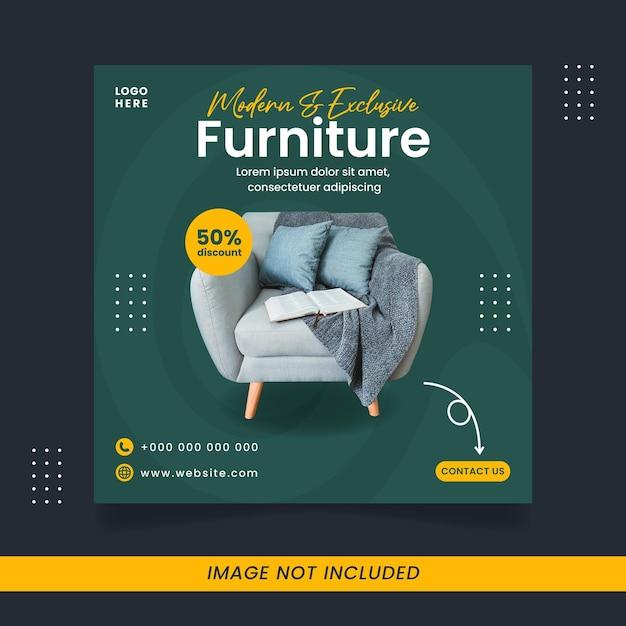 LOGO
HERE
Modern & Exclusive
Furniture
Lorem ipsum dolor sit amet,
consectetuer adipiscing
50%
discount
+000 000 000 000
www.website.com
CONTACT US
IMAGE NOT INCLUDED